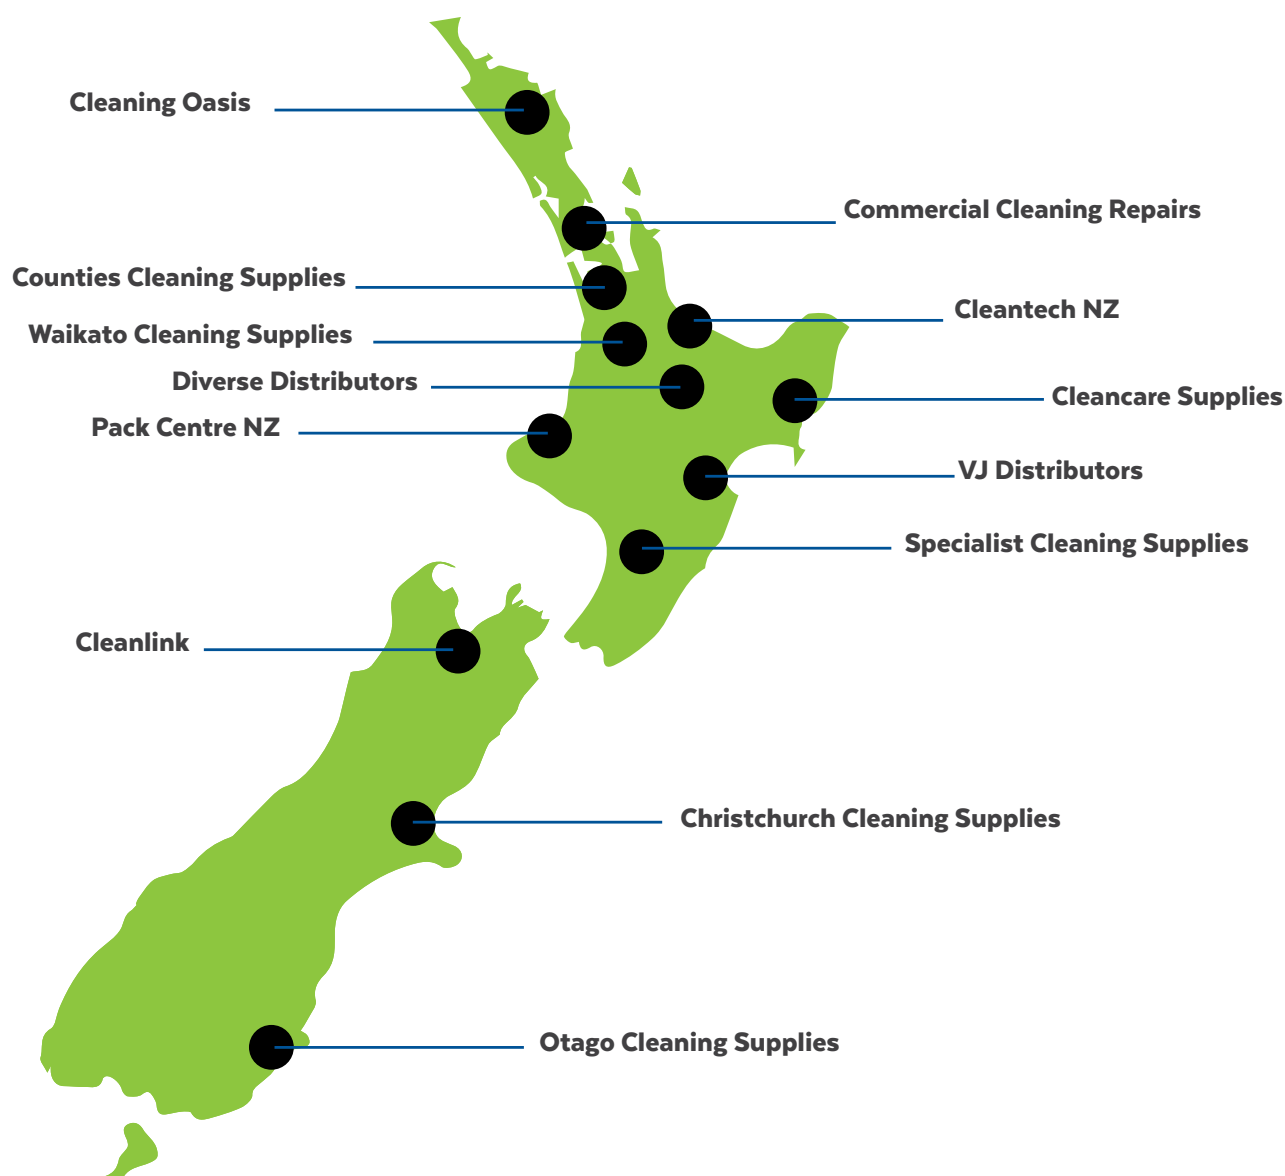 Cleaning Oasis
Commercial Cleaning Repairs
Counties Cleaning Supplies
Cleantech NZ
Waikato Cleaning Supplies
Diverse Distributors
Cleancare Supplies
Pack Centre NZ
VJ Distributors
Specialist Cleaning Supplies
Cleanlink
Christchurch Cleaning Supplies
Otago Cleaning Supplies